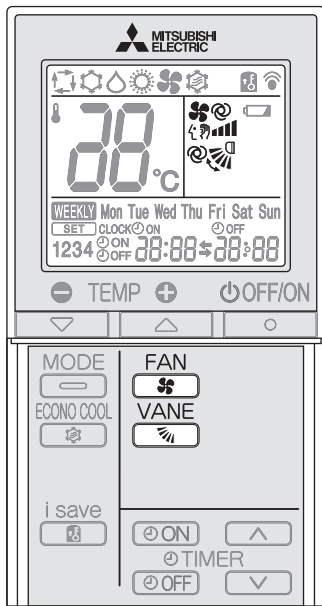 MITSUBISHI
ELECTRIC
88°C
WEEKLY Mon Tue Wed Thu Fri Sat Sun
SET CLOCK ON OFF
1234 ON OFF 88:88 88:88
TEMP OFF/ON
MODE FAN
ECONO COOL VANE
i save
ON
TIMER
OFF